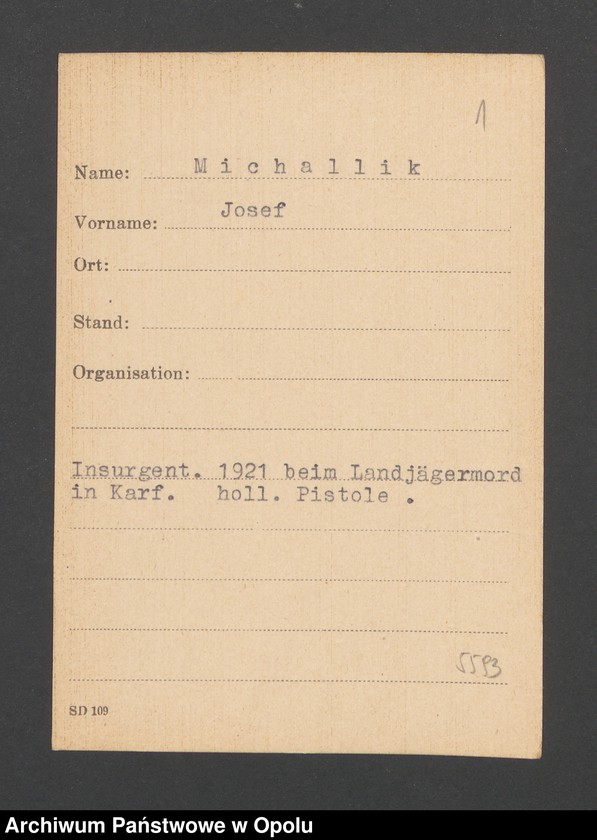 1
Name: Michallik
Vorname: Josef
Ort:
Stand:
Organisation:
Insurgent. 1921 beim Landjägermord
in Karf. holl. Pistole .
5593
SD 109
Archiwum Państwowe w Opolu